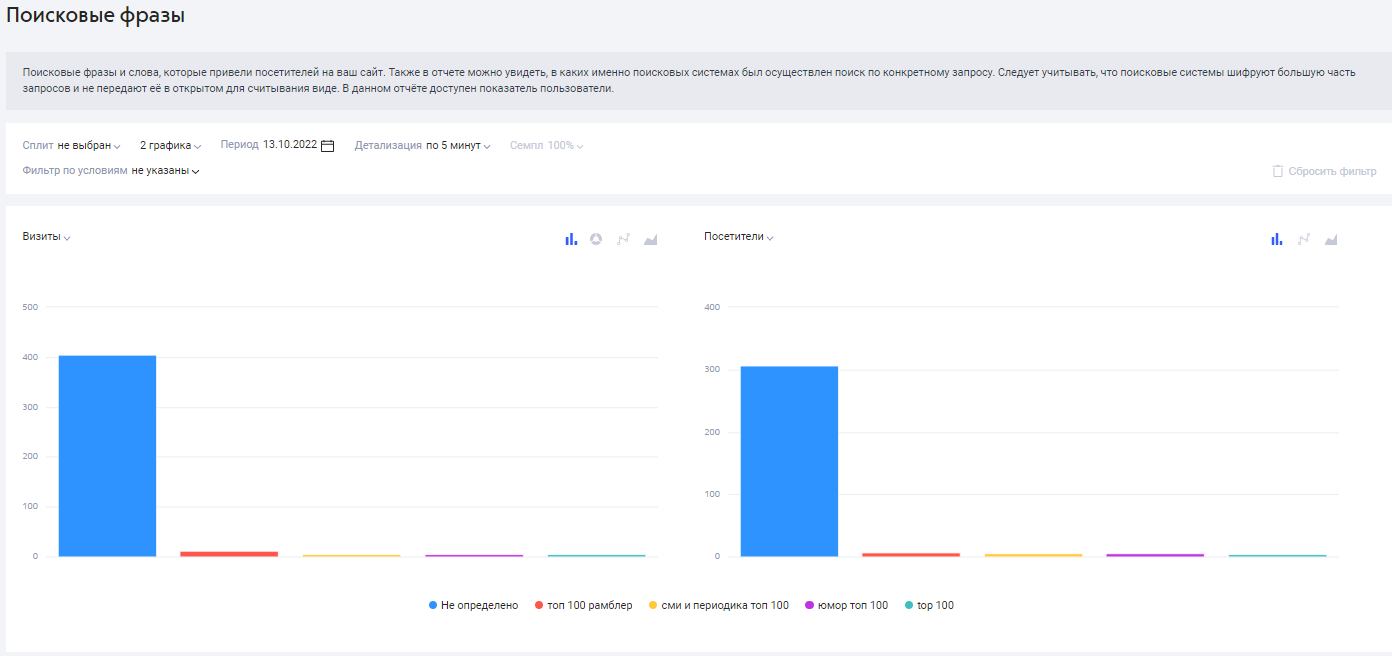 Поисковые фразы
Поисковые фразы и слова, которые привели посетителей на ваш сайт. Также в отчете можно увидеть, в каких именно поисковых системах был осуществлен поиск по конкретному запросу. Следует учитывать, что поисковые системы шифруют большую часть
запросов и не передают её в открытом для считывания виде. В данном отчёте доступен показатель пользователи.
Сплит не выбран 2 графика Период 13.10.2022 Детализация по 5 минут Семпл 100%
Фильтр по условиям не указаны Сбросить фильтр
Визиты Посетители
500 400
400 300
300 200
200 100
100 0
0
Не определено топ 100 рамблер сми и периодика топ 100 юмор топ 100 top 100